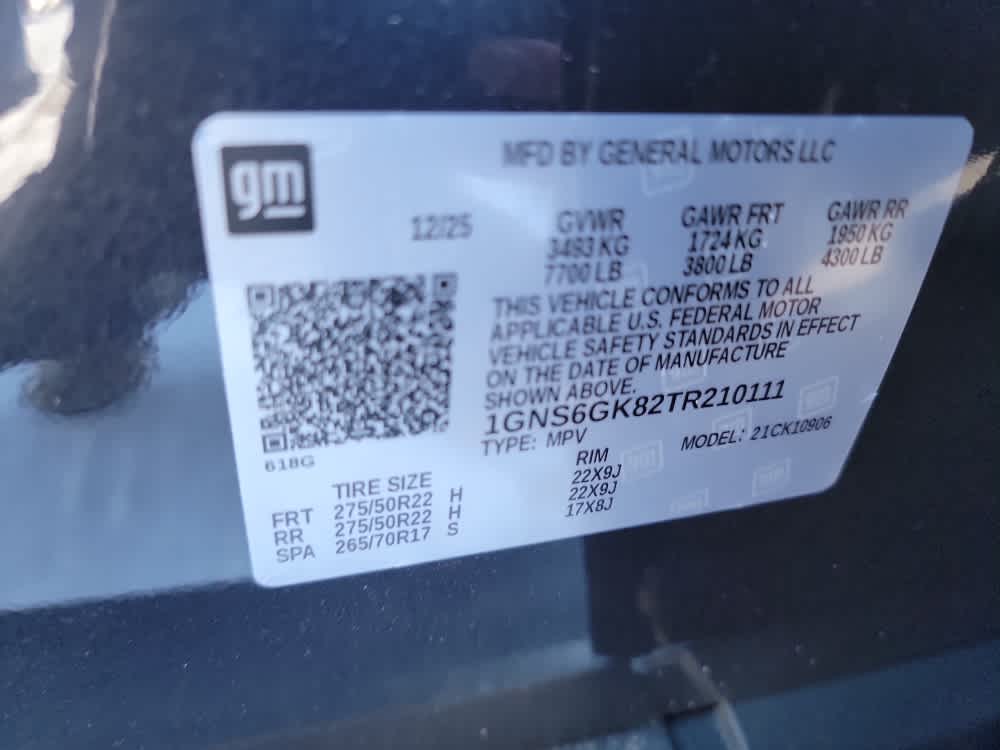 gm
MFD BY GENERAL MOTORS LLC
12/25
GVWR GAWR FRT GAWR RR
3493 KG 1724 KG 1950 KG
7700 LB 3800 LB 4300 LB
THIS VEHICLE CONFORMS TO ALL
APPLICABLE U.S. FEDERAL MOTOR
VEHICLE SAFETY STANDARDS IN EFFECT
ON THE DATE OF MANUFACTURE
SHOWN ABOVE.
1GNS6GK82TR210111
TYPE: MPV MODEL: 21CK10906
618G
TIRE SIZE RIM
FRT 275/50R22 H 22X9J
RR 275/50R22 H 22X9J
SPA 265/70R17 S 17X8J